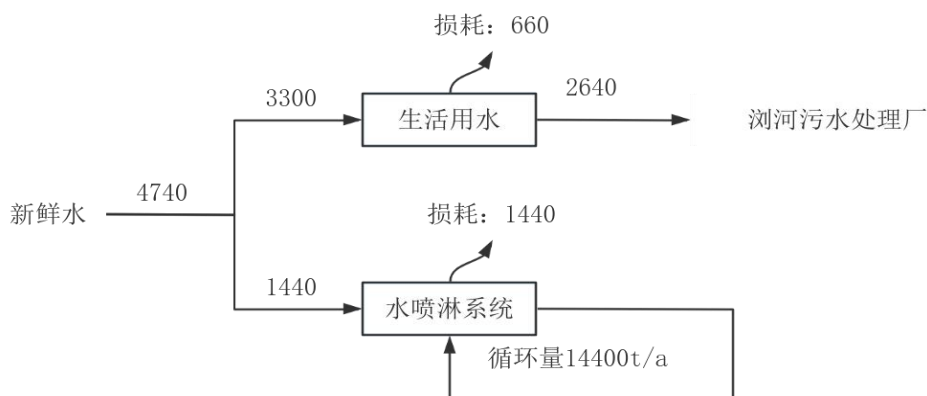 损耗：660
3300
生活用水
2640
浏河污水处理厂
新鲜水
4740
损耗：1440
1440
水喷淋系统
循环量14400t/a